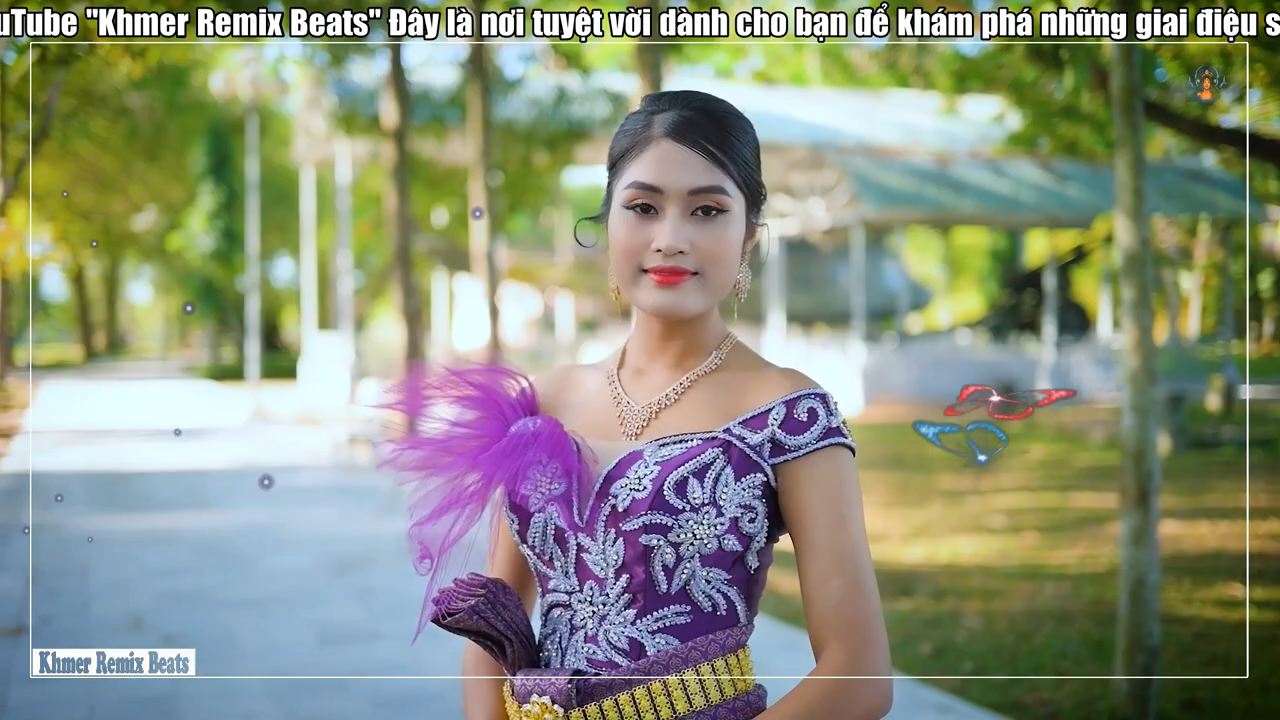 uTube "Khmer Remix Beats" Đây là nơi tuyệt vời dành cho bạn để khám phá những giai điệu s
Khmer Remix Beats